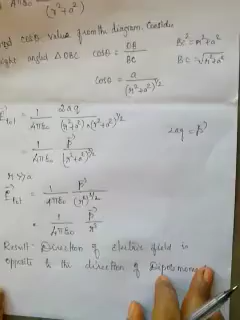 (r²+a²)
cosθ value from the diagram. Consider
right angled ΔOBC cosθ = OB/BC BC² = r²+a²
cosθ = a/(r²+a²)^1/2 BC = √r²+a²
E⃗tot = 1/4πε₀ 2aq/(r²+a²)×(r²+a²)^1/2
= 1/4πε₀ P⃗/(r²+a²)^3/2 2aq = P⃗
r>>a
E⃗tot = 1/4πε₀ P⃗/(r²)^3/2
= 1/4πε₀ P⃗/r³
Result: Direction of electric field is
opposite to the direction of Dipole moment